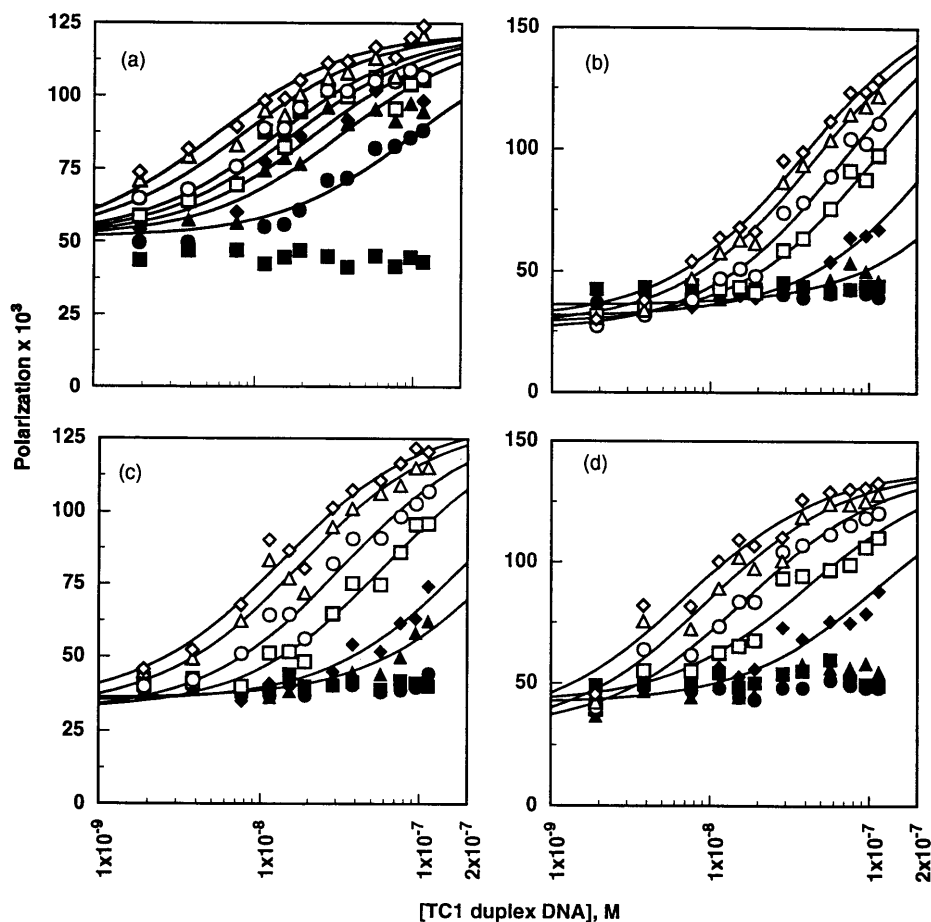 Polarization x 10³
125
100
75
50
25
0
(a)
150
100
50
0
(b)
125
100
75
50
25
0
(c)
1x10⁻⁹
1x10⁻⁸
1x10⁻⁷
2x10⁻⁷
150
100
50
0
(d)
1x10⁻⁹
1x10⁻⁸
1x10⁻⁷
2x10⁻⁷
[TC1 duplex DNA], M